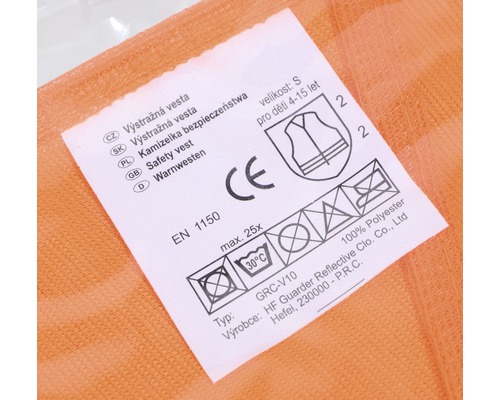 CZ Výstražná vesta
SK Výstražná vesta
PL Kamizelka bezpieczeństwa
GB Safety vest
D Warnwesten
velikost: S
pro děti 4-15 let
2
2
CE
EN 1150
max. 25x
30°C
Typ: GRC-V10 100% Polyester
Výrobce: HF Guarder Reflective Clo. Co., Ltd
Hefei, 230000 - P.R.C.